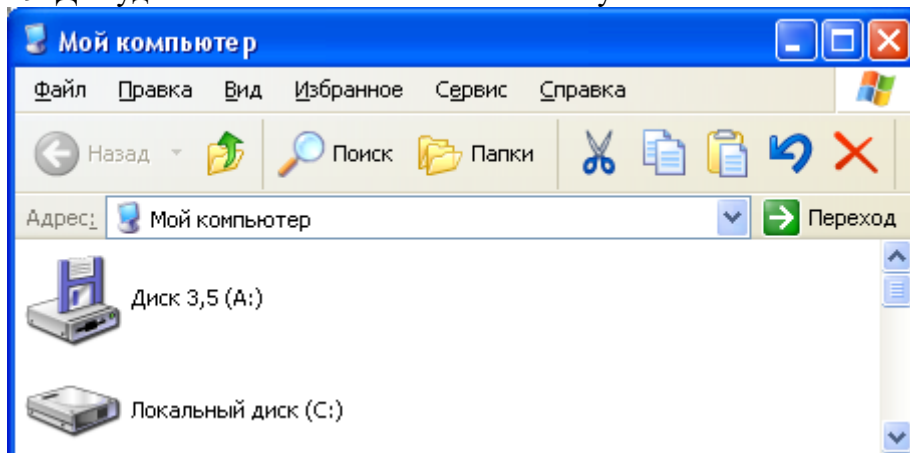 Мой компьютер
Файл Правка Вид Избранное Сервис Справка
Назад Поиск Папки
Адрес: Мой компьютер Переход
Диск 3,5 (A:)
Локальный диск (C:)